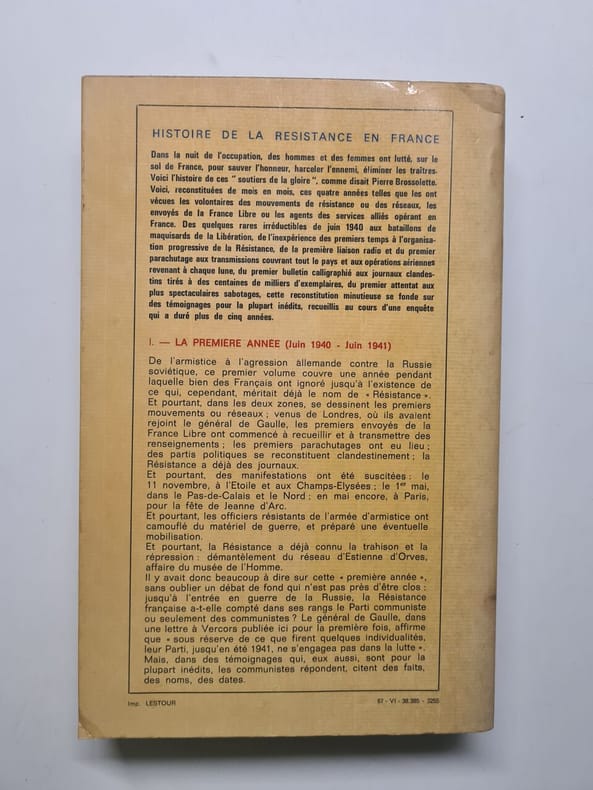 HISTOIRE DE LA RESISTANCE EN FRANCE
Dans la nuit de l'occupation, des hommes et des femmes ont lutté, sur le
sol de France, pour sauver l'honneur, harceler l'ennemi, éliminer les traîtres.
Voici l'histoire de ces " soutiers de la gloire ", comme disait Pierre Brossolette.
Voici, reconstituées de mois en mois, ces quatre années telles que les ont
vécues les volontaires des mouvements de résistance ou des réseaux, les
envoyés de la France Libre ou les agents des services alliés opérant en
France. Des quelques rares irréductibles de juin 1940 aux bataillons de
maquisards de la Libération, de l'inexpérience des premiers temps à l'organisa-
tion progressive de la Résistance, de la première liaison radio et du premier
parachutage aux transmissions couvrant tout le pays et aux opérations aériennes
revenant à chaque lune, du premier bulletin calligraphié aux journaux clandes-
tins tirés à des centaines de milliers d'exemplaires, du premier attentat aux
plus spectaculaires sabotages, cette reconstitution minutieuse se fonde sur
des témoignages pour la plupart inédits, recueillis au cours d'une enquête
qui a duré plus de cinq années.
I. — LA PREMIERE ANNÉE (Juin 1940 - Juin 1941)
De l'armistice à l'agression allemande contre la Russie
soviétique, ce premier volume couvre une année pendant
laquelle bien des Français ont ignoré jusqu'à l'existence de
ce qui, cependant, méritait déjà le nom de « Résistance ».
Et pourtant, dans les deux zones, se dessinent les premiers
mouvements ou réseaux ; venus de Londres, où ils avaient
rejoint le général de Gaulle, les premiers envoyés de la
France Libre ont commencé à recueillir et à transmettre des
renseignements ; les premiers parachutages ont eu lieu ;
des partis politiques se reconstituent clandestinement ; la
Résistance a déjà des journaux.
Et pourtant, des manifestations ont été suscitées : le
11 novembre, à l'Etoile et aux Champs-Elysées ; le 1er mai,
dans le Pas-de-Calais et le Nord ; en mai encore, à Paris,
pour la fête de Jeanne d'Arc.
Et pourtant, les officiers résistants de l'armée d'armistice ont
camouflé du matériel de guerre, et préparé une éventuelle
mobilisation.
Et pourtant, la Résistance a déjà connu la trahison et la
répression : démantèlement du réseau d'Estienne d'Orves,
affaire du musée de l'Homme.
Il y avait donc beaucoup à dire sur cette « première année »,
sans oublier un débat de fond qui n'est pas près d'être clos :
jusqu'à l'entrée en guerre de la Russie, la Résistance
française a-t-elle compté dans ses rangs le Parti communiste
ou seulement des communistes ? Le général de Gaulle, dans
une lettre à Vercors publiée ici pour la première fois, affirme
que « sous réserve de ce que firent quelques individualités,
leur Parti, jusqu'en été 1941, ne s'engagea pas dans la lutte ».
Mais, dans des témoignages qui, eux aussi, sont pour la
plupart inédits, les communistes répondent, citent des faits,
des noms, des dates.
Imp. LESTOUR 67 - VI - 38.385 - 3255